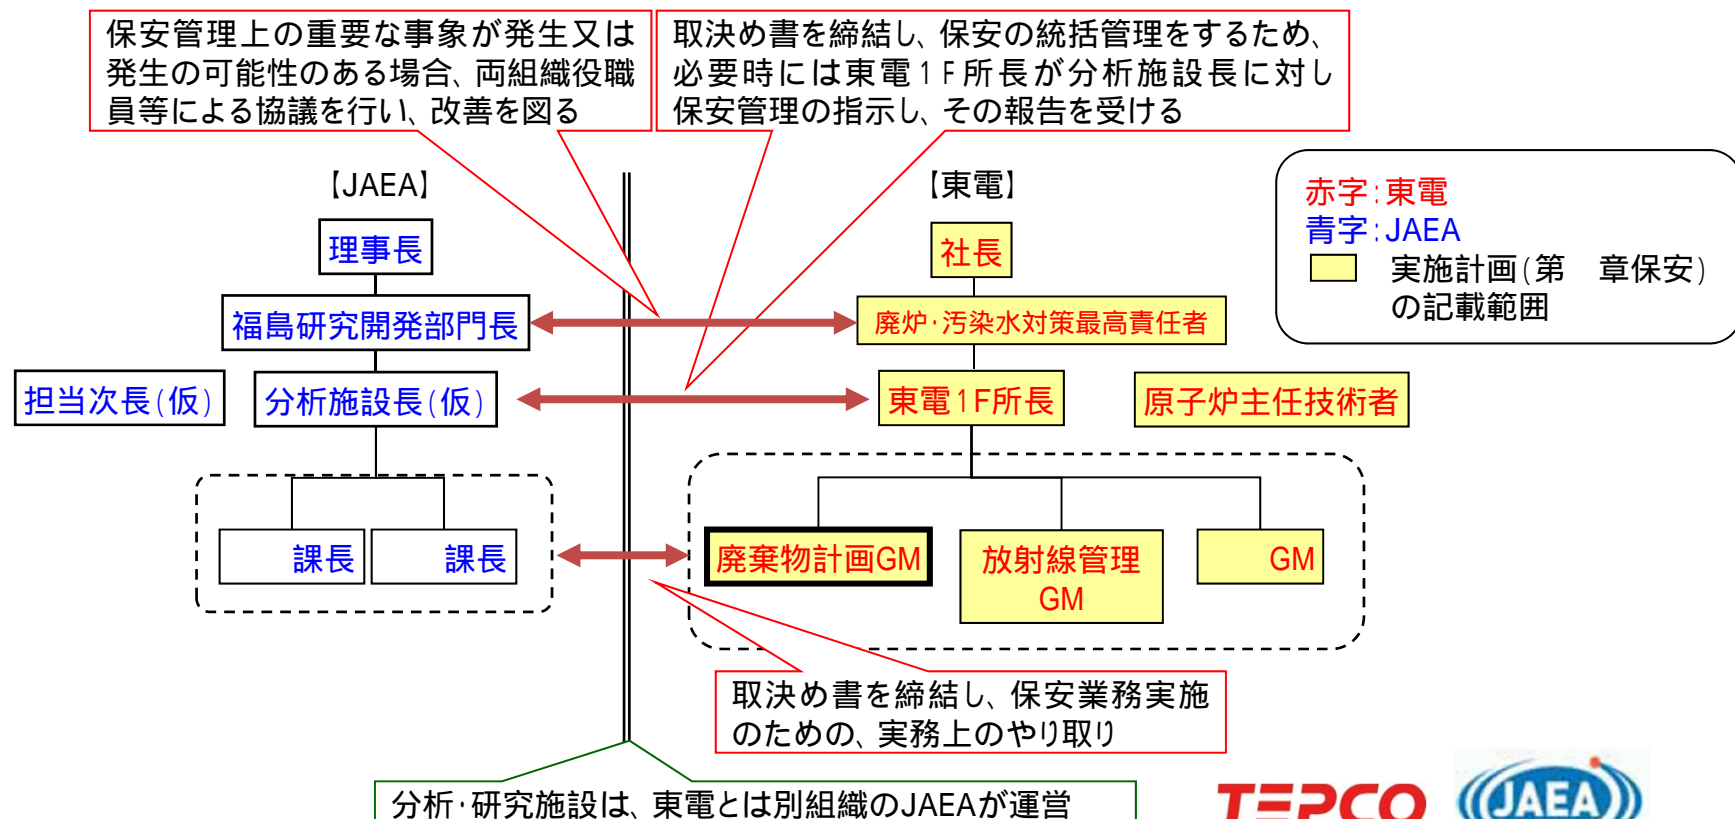 保安管理上の重要な事象が発生又は
発生の可能性のある場合、両組織役職
員等による協議を行い、改善を図る
取決め書を締結し、保安の統括管理をするため、
必要時には東電1F所長が分析施設長に対し
保安管理の指示し、その報告を受ける
【JAEA】
【東電】
赤字:東電
青字:JAEA
実施計画(第　章保安)
の記載範囲
理事長
社長
福島研究開発部門長
廃炉・汚染水対策最高責任者
担当次長(仮)
分析施設長(仮)
東電1F所長
原子炉主任技術者
課長
課長
廃棄物計画GM
放射線管理
GM
GM
取決め書を締結し、保安業務実施
のための、実務上のやり取り
分析・研究施設は、東電とは別組織のJAEAが運営
TEPCO
JAEA